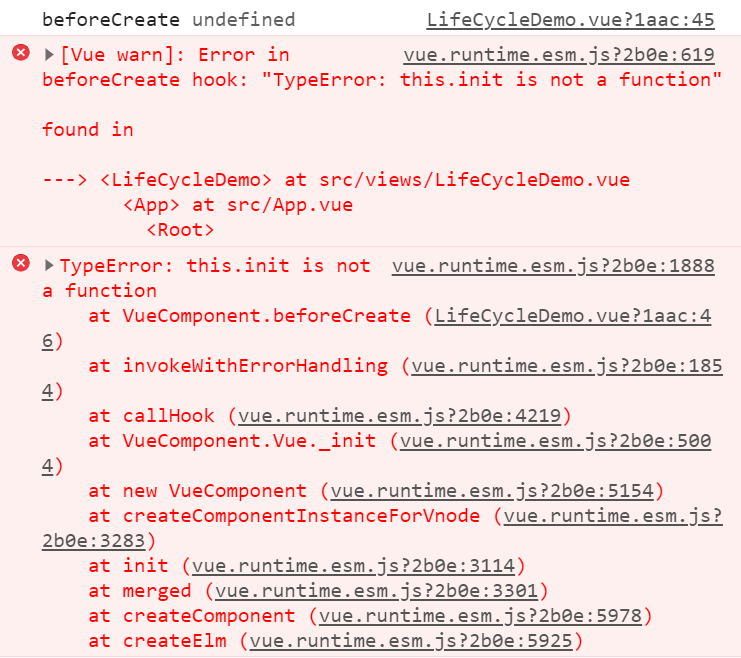 beforeCreate undefined LifeCycleDemo.vue?1aac:45
[Vue warn]: Error in vue.runtime.esm.js?2b0e:619
beforeCreate hook: "TypeError: this.init is not a function"
found in
---> <LifeCycleDemo> at src/views/LifeCycleDemo.vue
<App> at src/App.vue
<Root>
TypeError: this.init is not vue.runtime.esm.js?2b0e:1888
a function
at VueComponent.beforeCreate (LifeCycleDemo.vue?1aac:4
6)
at invokeWithErrorHandling (vue.runtime.esm.js?2b0e:185
4)
at callHook (vue.runtime.esm.js?2b0e:4219)
at VueComponent.Vue._init (vue.runtime.esm.js?2b0e:500
4)
at new VueComponent (vue.runtime.esm.js?2b0e:5154)
at createComponentInstanceForVnode (vue.runtime.esm.js?
2b0e:3283)
at init (vue.runtime.esm.js?2b0e:3114)
at merged (vue.runtime.esm.js?2b0e:3301)
at createComponent (vue.runtime.esm.js?2b0e:5978)
at createElm (vue.runtime.esm.js?2b0e:5925)